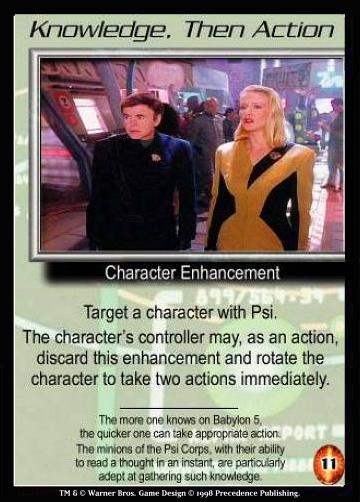 Knowledge, Then Action
Character Enhancement
Target a character with Psi.
The character's controller may, as an action,
discard this enhancement and rotate the
character to take two actions immediately.
The more one knows on Babylon 5,
the quicker one can take appropriate action.
The minions of the Psi Corps, with their ability
to read a thought in an instant, are particularly
adept at gathering such knowledge.
11
TM & © Warner Bros. Game Design © 1998 Precedence Publishing.